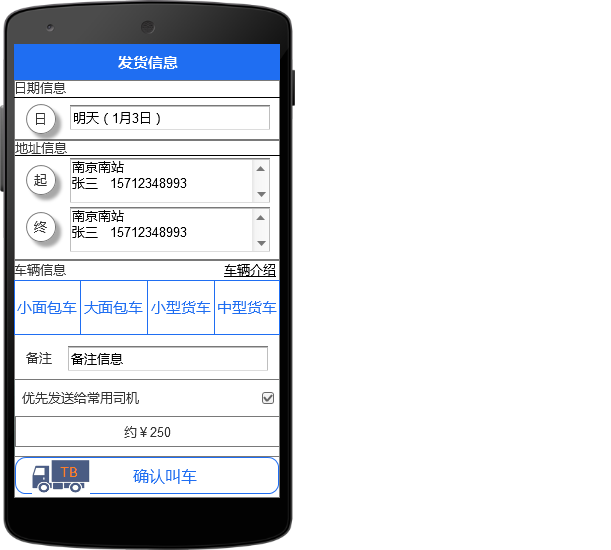 发货信息
日期信息
日
明天（1月3日）
地址信息
起
南京南站
张三 15712348993
终
南京南站
张三 15712348993
车辆信息 车辆介绍
小面包车 大面包车 小型货车 中型货车
备注 备注信息
优先发送给常用司机
约￥250
TB 确认叫车